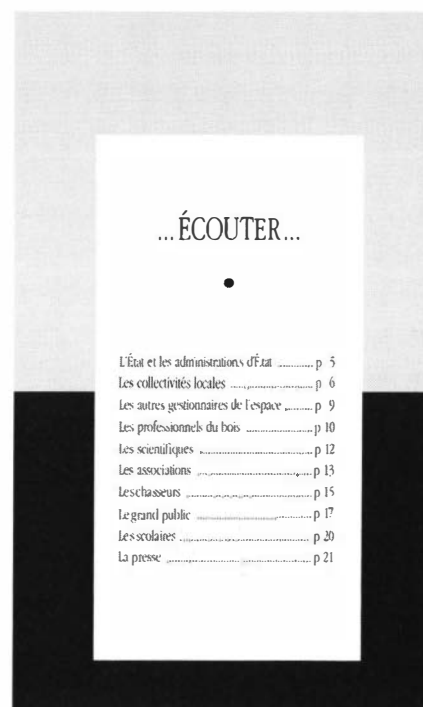 ...ÉCOUTER...
•
L'État et les administrations d'État ............ p 5
Les collectivités locales ............ p 6
Les autres gestionnaires de l'espace ............ p 9
Les professionnels du bois ............ p 10
Les scientifiques ............ p 12
Les associations ............ p 13
Les chasseurs ............ p 15
Le grand public ............ p 17
Les scolaires ............ p 20
La presse ............ p 21